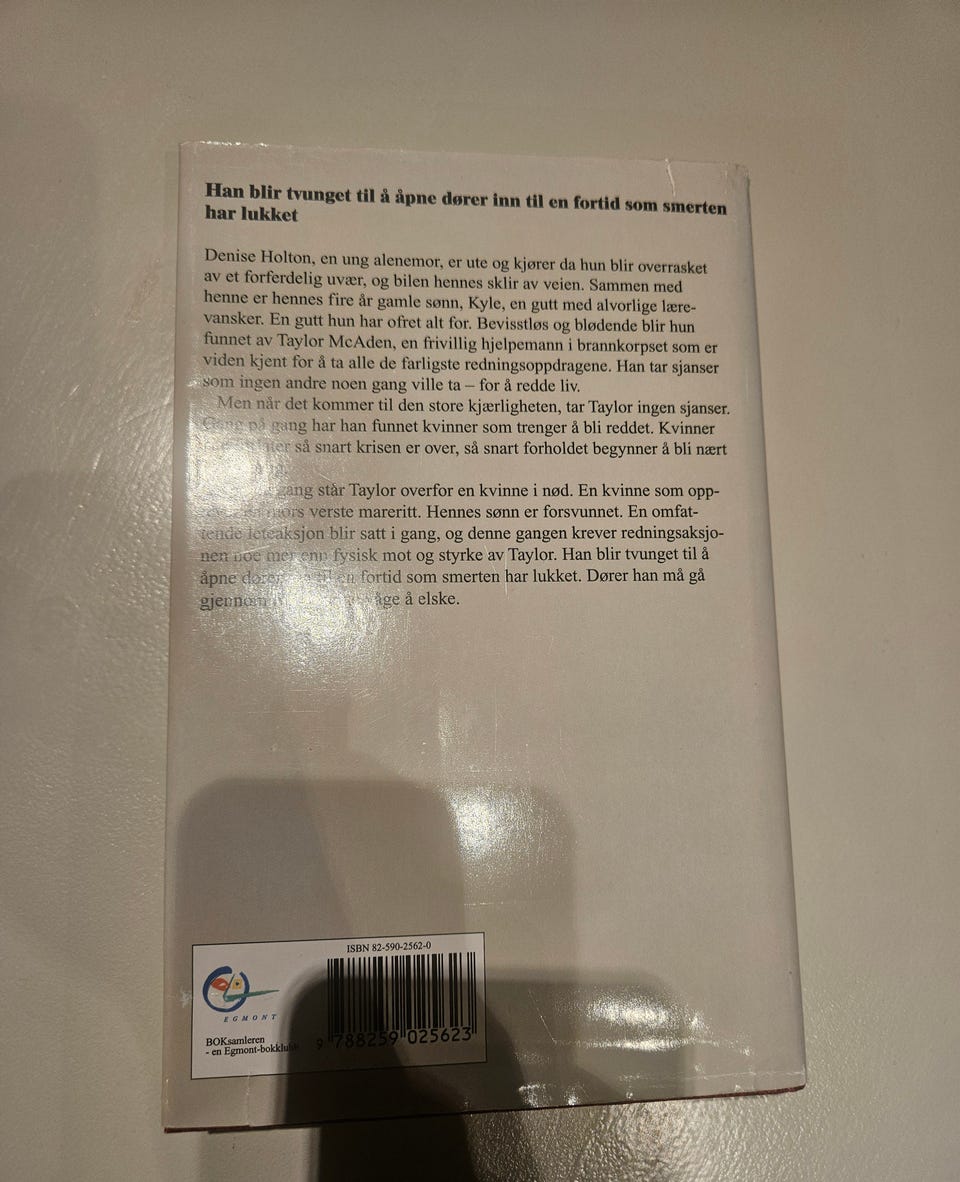 Han blir tvunget til å åpne dører inn til en fortid som smerten
har lukket
Denise Holton, en ung alenemor, er ute og kjører da hun blir overrasket
av et forferdelig uvær, og bilen hennes sklir av veien. Sammen med
henne er hennes fire år gamle sønn, Kyle, en gutt med alvorlige lære-
vansker. En gutt hun har ofret alt for. Bevisstløs og blødende blir hun
funnet av Taylor McAden, en frivillig hjelpemann i brannkorpset som er
viden kjent for å ta alle de farligste redningsoppdragene. Han tar sjanser
som ingen andre noen gang ville ta – for å redde liv.
Men når det kommer til den store kjærligheten, tar Taylor ingen sjanser.
Gang på gang har han funnet kvinner som trenger å bli reddet. Kvinner
så snart krisen er over, så snart forholdet begynner å bli nært
gang står Taylor overfor en kvinne i nød. En kvinne som opp-
mors verste mareritt. Hennes sønn er forsvunnet. En omfat-
tende leteaksjon blir satt i gang, og denne gangen krever redningsaksjo-
nen noe mer enn fysisk mot og styrke av Taylor. Han blir tvunget til å
åpne dører inn til en fortid som smerten har lukket. Dører han må gå
gjennom våge å elske.
ISBN 82-590-2562-0
EGMONT
BOKsamleren
- en Egmont-bokklubb
9 788259 025623